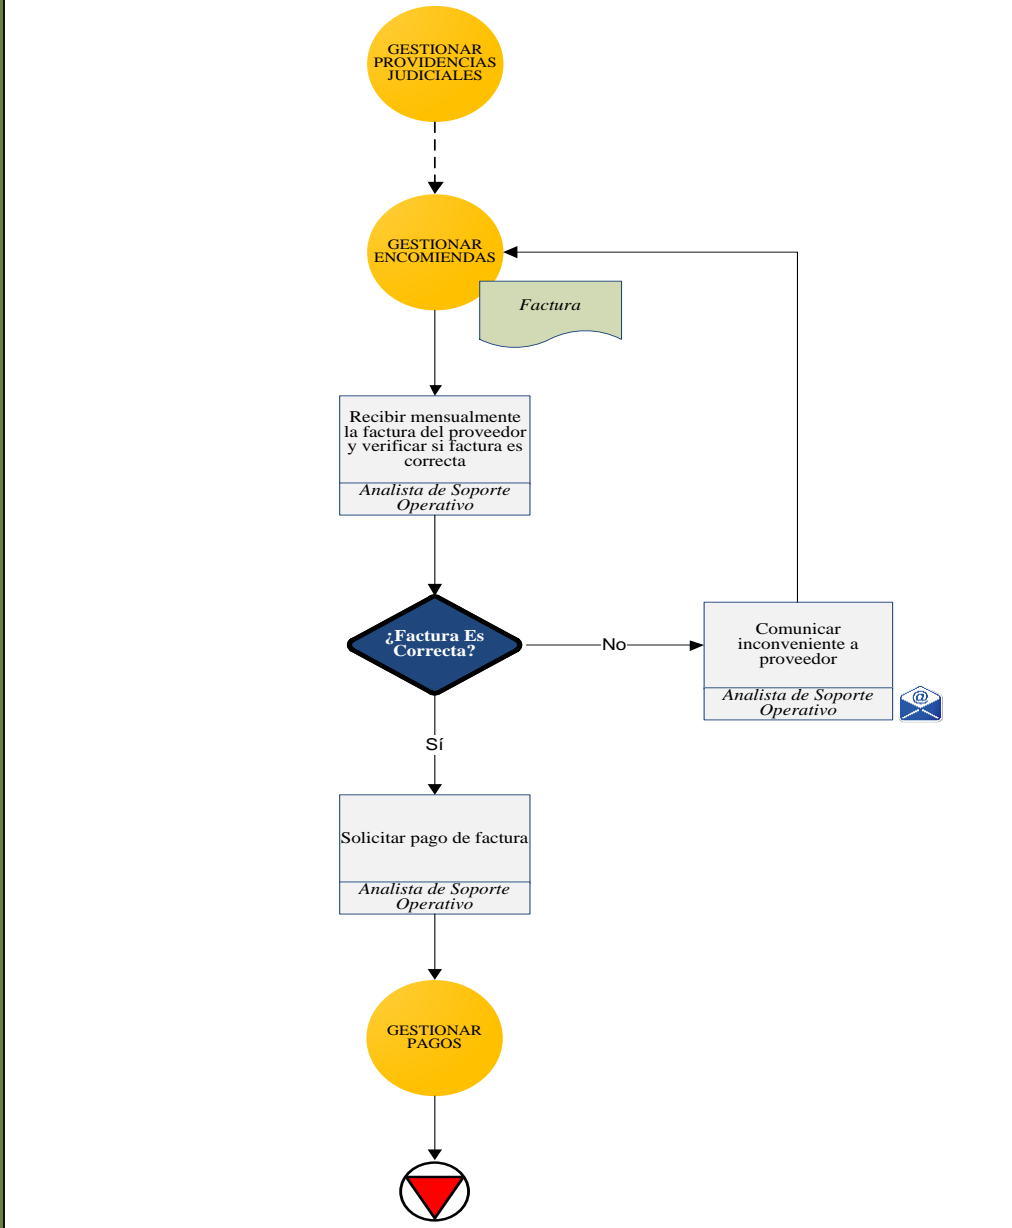 GESTIONAR
PROVIDENCIAS
JUDICIALES
GESTIONAR
ENCOMIENDAS
Factura
Recibir mensualmente
la factura del proveedor
y verificar si factura es
correcta
Analista de Soporte
Operativo
¿Factura Es
Correcta?
No
Comunicar
inconveniente a
proveedor
Analista de Soporte
Operativo
@
Sí
Solicitar pago de factura
Analista de Soporte
Operativo
GESTIONAR
PAGOS